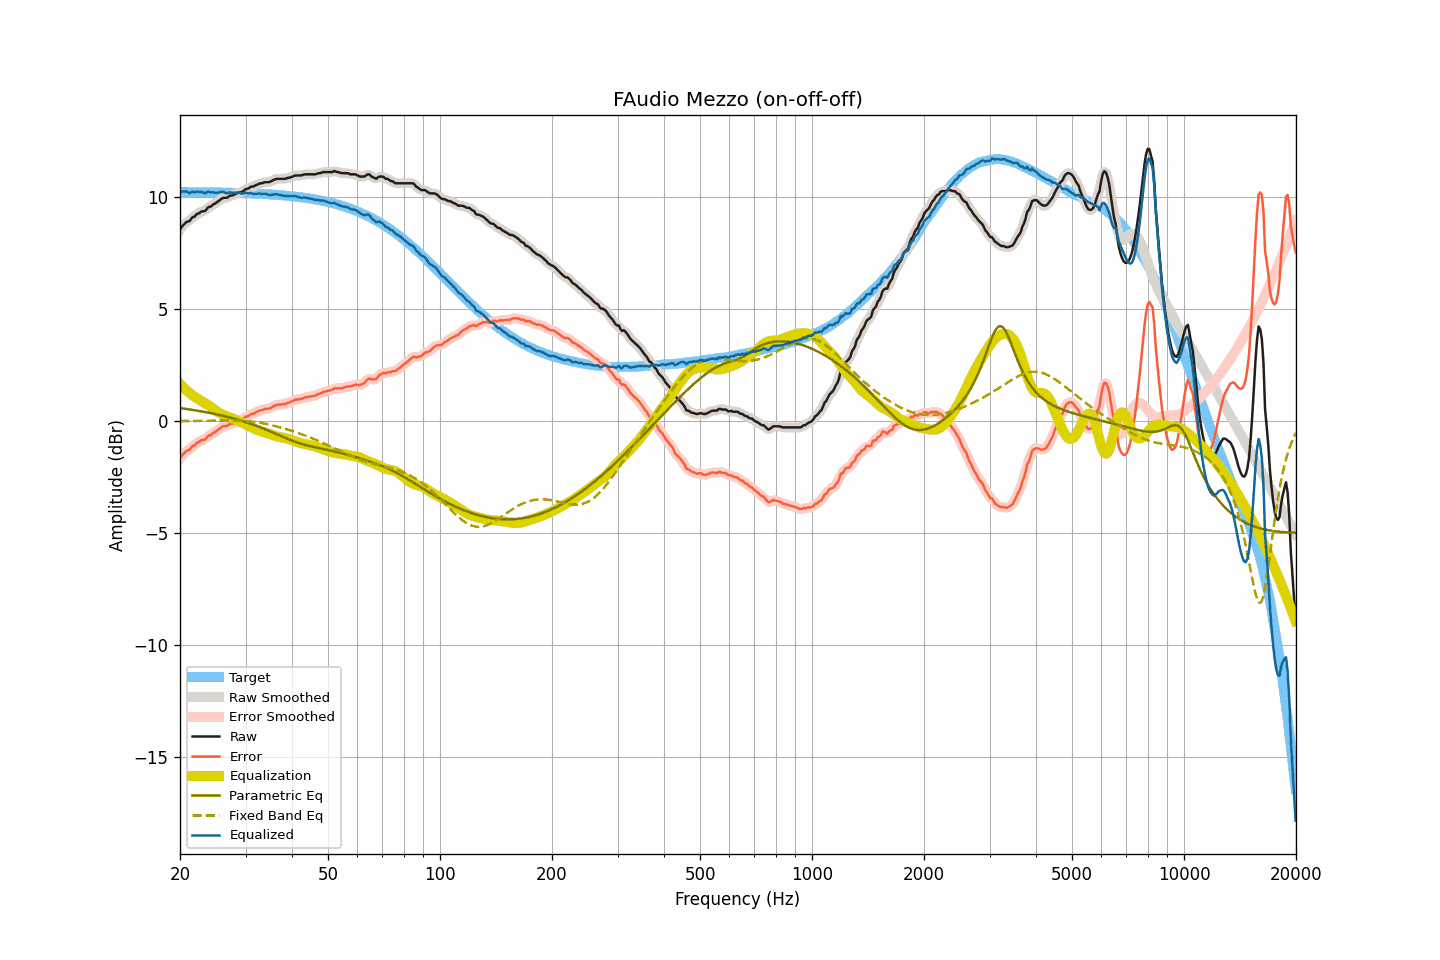 FAudio Mezzo (on-off-off)
10
5
0
−5
−10
−15
Amplitude (dBr)
Target
Raw Smoothed
Error Smoothed
Raw
Error
Equalization
Parametric Eq
Fixed Band Eq
Equalized
20 50 100 200 500 1000 2000 5000 10000 20000
Frequency (Hz)